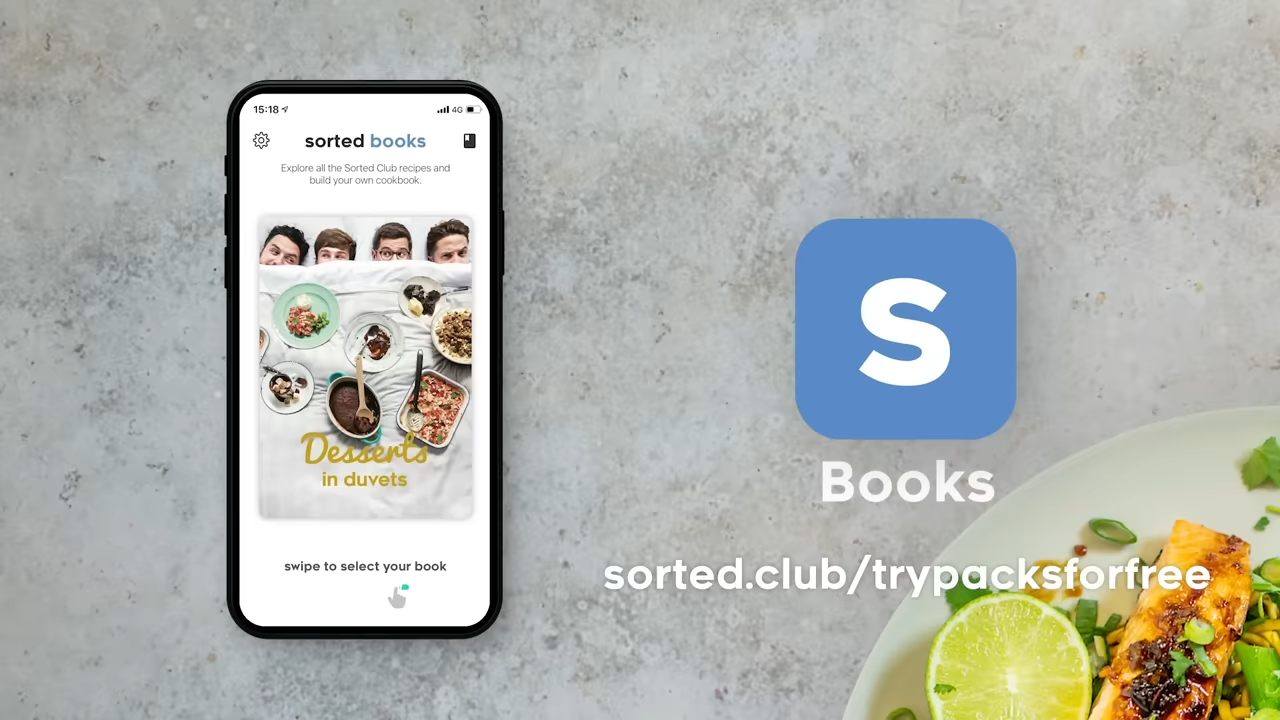 15:18
4G
sorted books
Explore all the Sorted Club recipes and
build your own cookbook.
Desserts
in duvets
swipe to select your book
S
Books
sorted.club/trypacksforfree